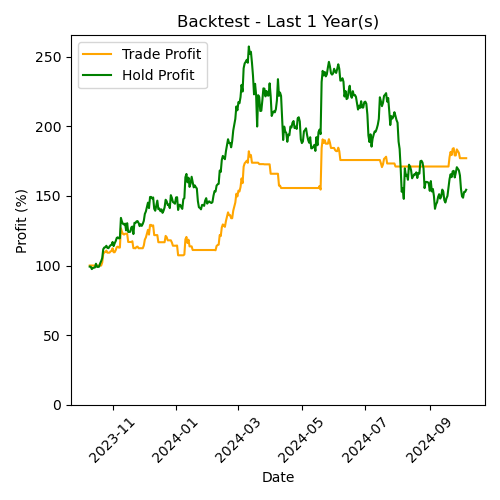 Backtest - Last 1 Year(s)
Trade Profit
Hold Profit
Profit (%)
250
200
150
100
50
0
2023-11
2024-01
2024-03
2024-05
2024-07
2024-09
Date